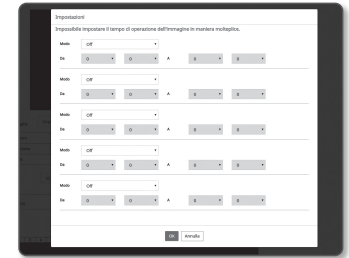 Impostazioni
Impossibile impostare il tempo di operazione dell'immagine in maniera molteplice.
Modo Off
Da 0 0 A 0 0
Modo Off
Da 0 0 A 0 0
Modo Off
Da 0 0 A 0 0
Modo Off
Da 0 0 A 0 0
Modo Off
Da 0 0 A 0 0
OK Annulla